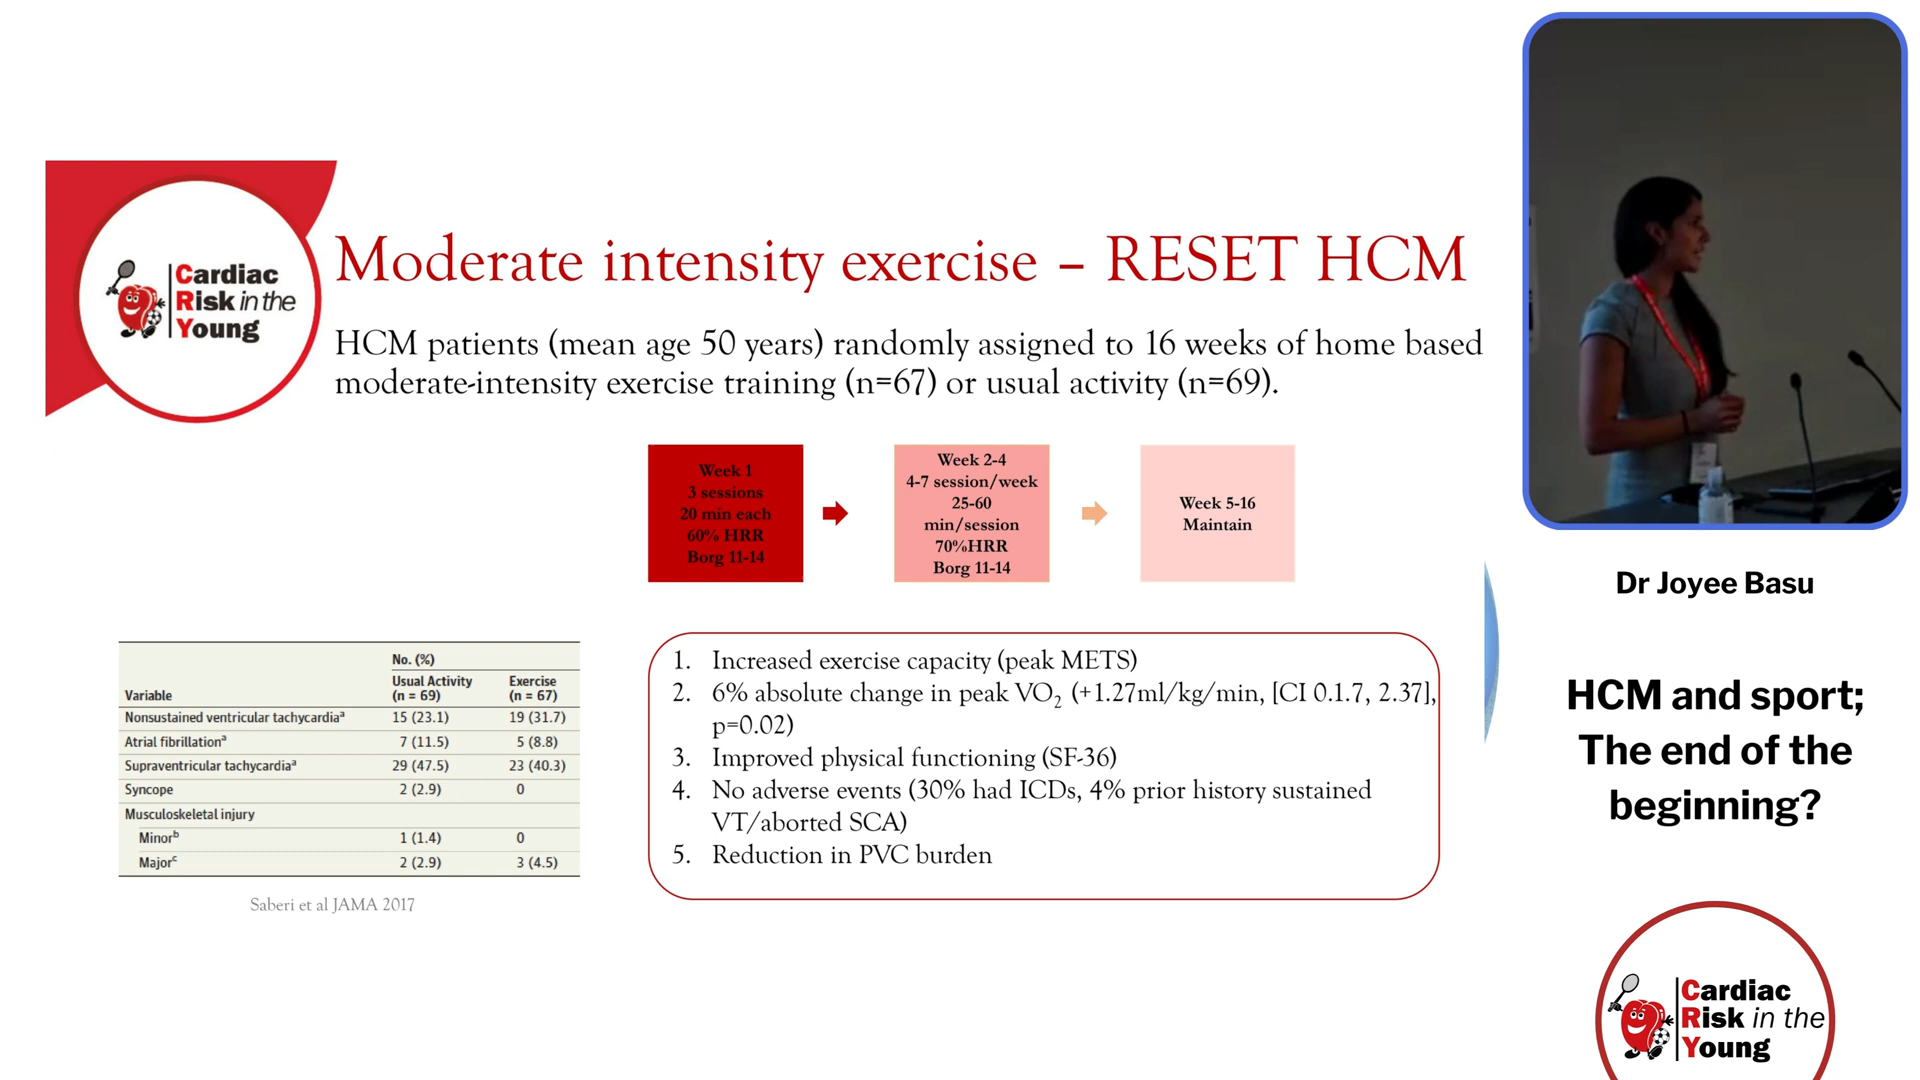 Cardiac
Risk in the
Young
Moderate intensity exercise – RESET HCM
HCM patients (mean age 50 years) randomly assigned to 16 weeks of home based
moderate-intensity exercise training (n=67) or usual activity (n=69).
Week 1
3 sessions
20 min each
60% HRR
Borg 11-14
Week 2-4
4-7 session/week
25-60
min/session
70%HRR
Borg 11-14
Week 5-16
Maintain
No. (%)
Variable Usual Activity (n = 69) Exercise (n = 67)
Nonsustained ventricular tachycardiaᵃ 15 (23.1) 19 (31.7)
Atrial fibrillationᵃ 7 (11.5) 5 (8.8)
Supraventricular tachycardiaᵃ 29 (47.5) 23 (40.3)
Syncope 2 (2.9) 0
Musculoskeletal injury
Minorᵇ 1 (1.4) 0
Majorᶜ 2 (2.9) 3 (4.5)
Saberi et al JAMA 2017
1. Increased exercise capacity (peak METS)
2. 6% absolute change in peak VO₂ (+1.27ml/kg/min, [CI 0.1.7, 2.37],
p=0.02)
3. Improved physical functioning (SF-36)
4. No adverse events (30% had ICDs, 4% prior history sustained
VT/aborted SCA)
5. Reduction in PVC burden
Dr Joyee Basu
HCM and sport;
The end of the
beginning?
Cardiac
Risk in the
Young